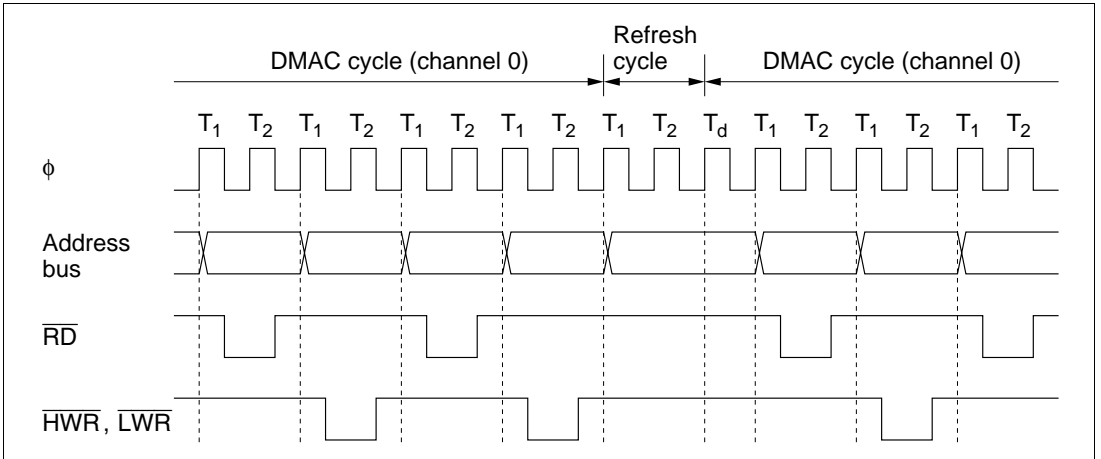 Refresh
DMAC cycle (channel 0) cycle DMAC cycle (channel 0)
T1 T2 T1 T2 T1 T2 T1 T2 T1 T2 Td T1 T2 T1 T2 T1 T2
ϕ
Address
bus
RD
HWR, LWR